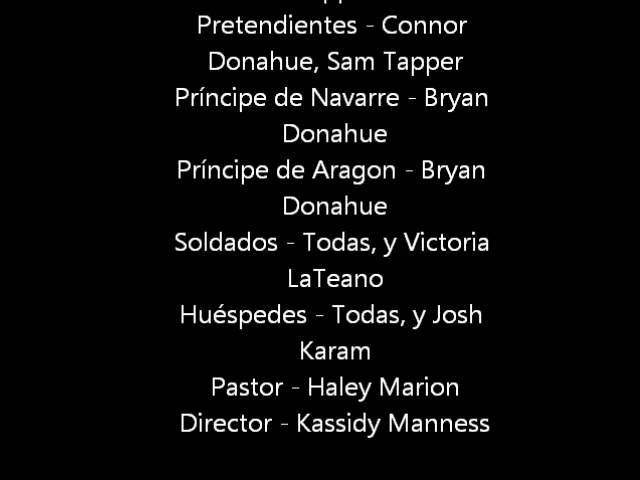 Pretendientes - Connor
Donahue, Sam Tapper
Príncipe de Navarre - Bryan
Donahue
Príncipe de Aragon - Bryan
Donahue
Soldados - Todas, y Victoria
LaTeano
Huéspedes - Todas, y Josh
Karam
Pastor - Haley Marion
Director - Kassidy Manness